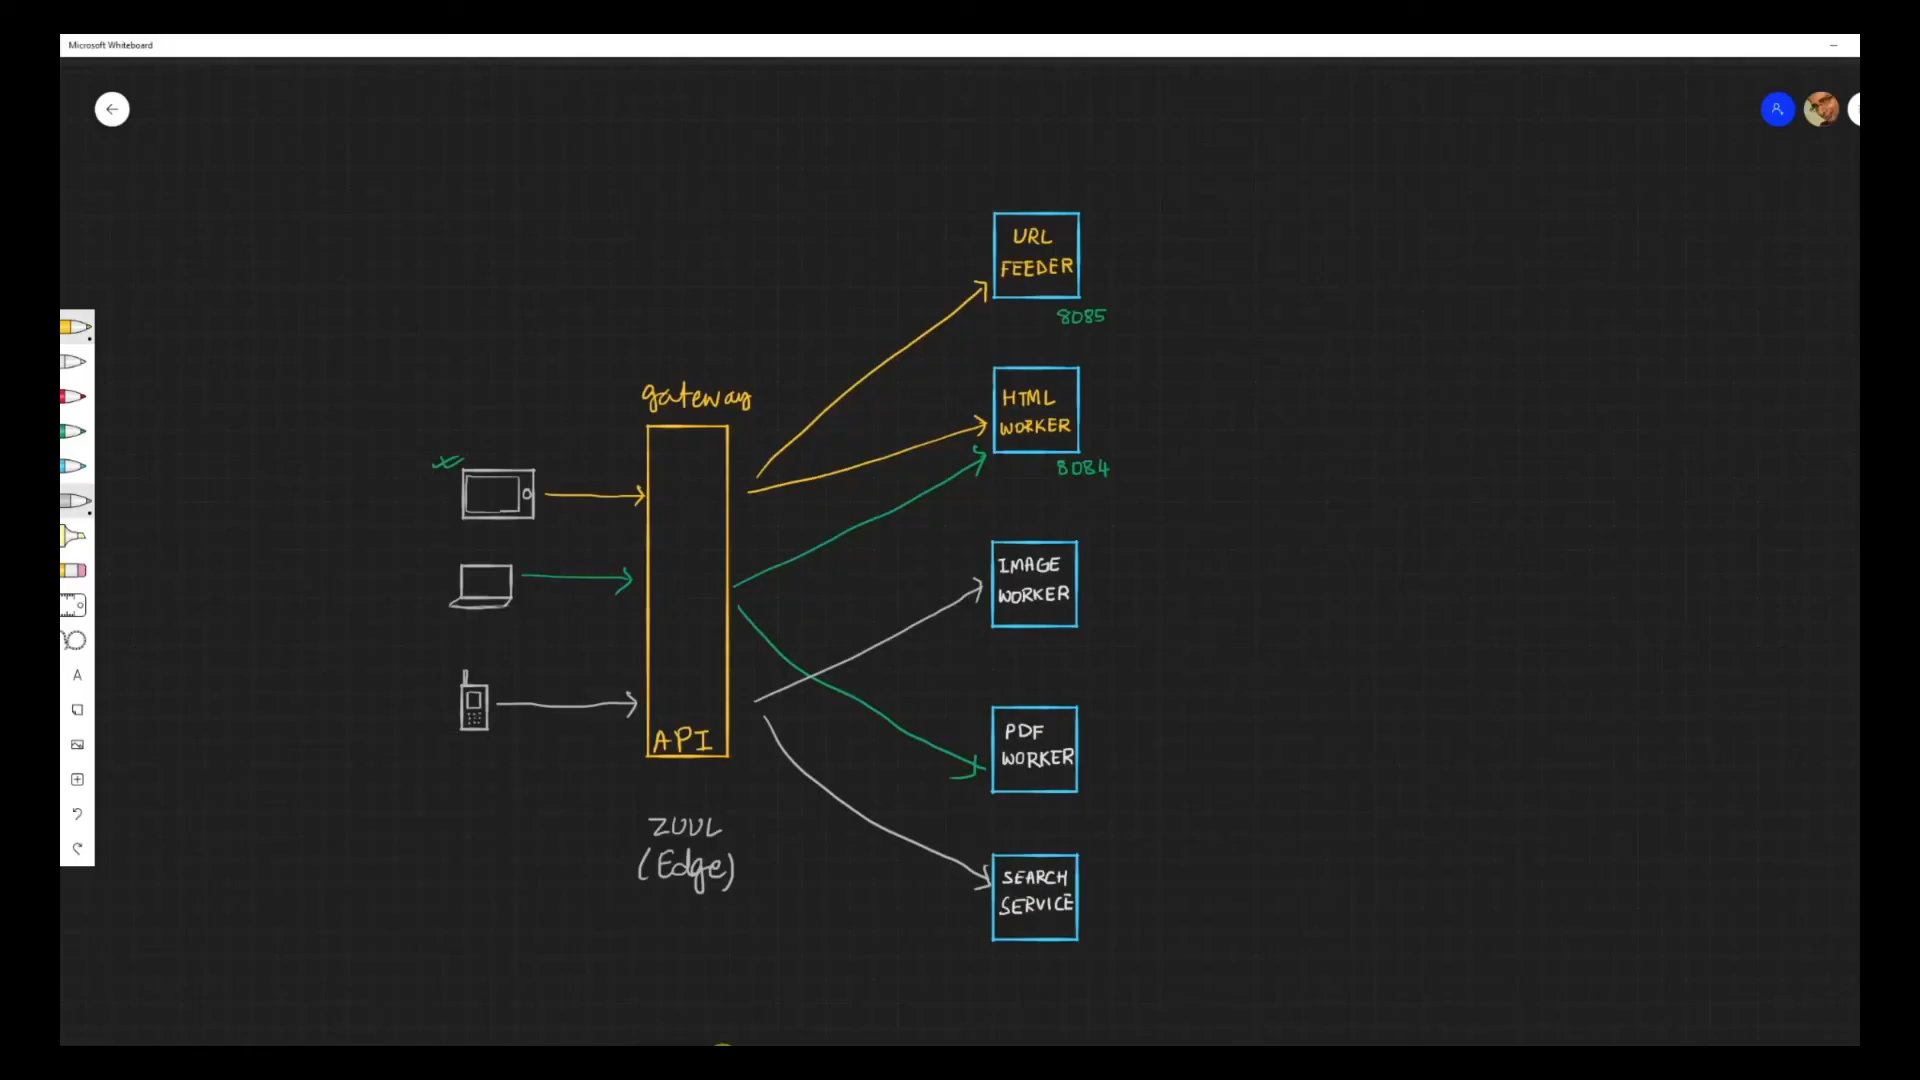 Microsoft Whiteboard
URL
FEEDER
8085
HTML
WORKER
8084
gateway
API
IMAGE
WORKER
PDF
WORKER
ZUUL
(Edge)
SEARCH
SERVICE
A